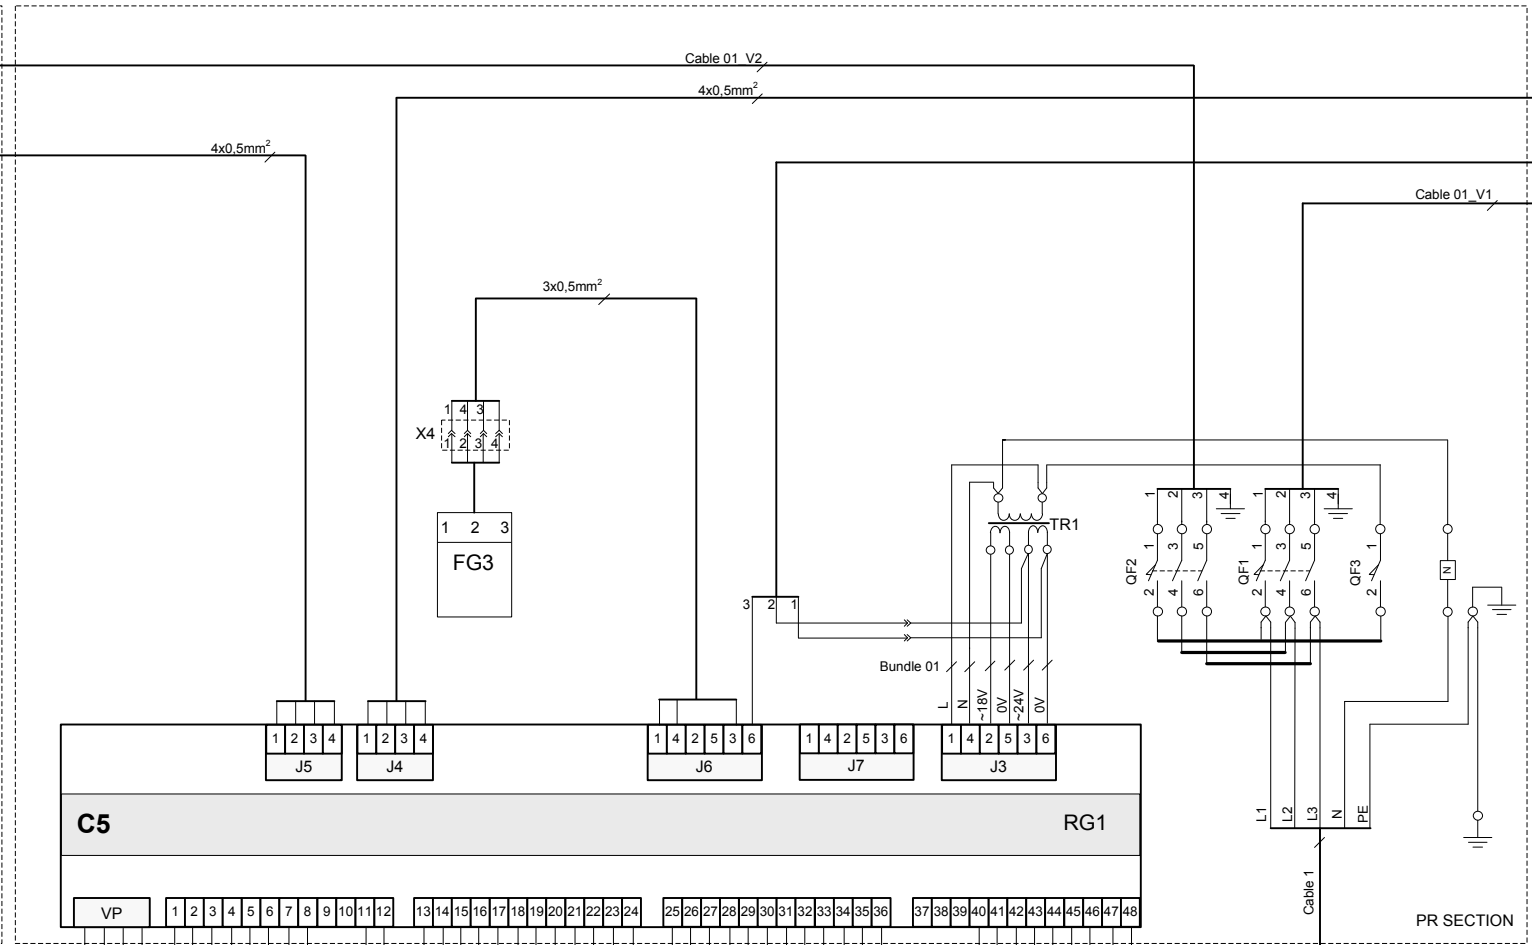 Cable 01_V2
4x0,5mm²
4x0,5mm²
Cable 01_V1
3x0,5mm²
1 4 3
X4
1 2 3 4
1 2 3
FG3
TR1
1 2 3 4
1 2 3 4
1 3 5
1 3 5
1
QF2
QF1
QF3
N
2 4 6
2 4 6
2
3 2 1
Bundle 01
L N ~18V 0V ~24V 0V
1 2 3 4
J5
1 2 3 4
J4
1 4 2 5 3 6
J6
1 4 2 5 3 6
J7
1 4 2 5 3 6
J3
C5
RG1
L1 L2 L3 N PE
Cable 1
VP
1 2 3 4 5 6 7 8 9 10 11 12
13 14 15 16 17 18 19 20 21 22 23 24
25 26 27 28 29 30 31 32 33 34 35 36
37 38 39 40 41 42 43 44 45 46 47 48
PR SECTION